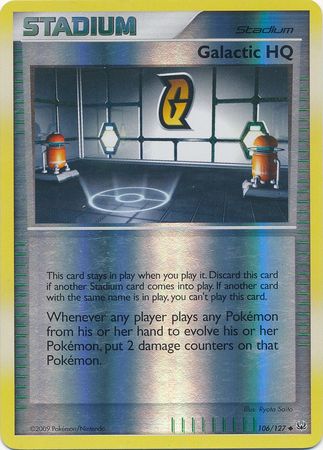 STADIUM
Stadium
Galactic HQ
G
This card stays in play when you play it. Discard this card
if another Stadium card comes into play. If another card
with the same name is in play, you can't play this card.
Whenever any player plays any Pokémon
from his or her hand to evolve his or her
Pokémon, put 2 damage counters on that
Pokémon.
Illus. Ryota Saito
©2009 Pokémon/Nintendo
106/127